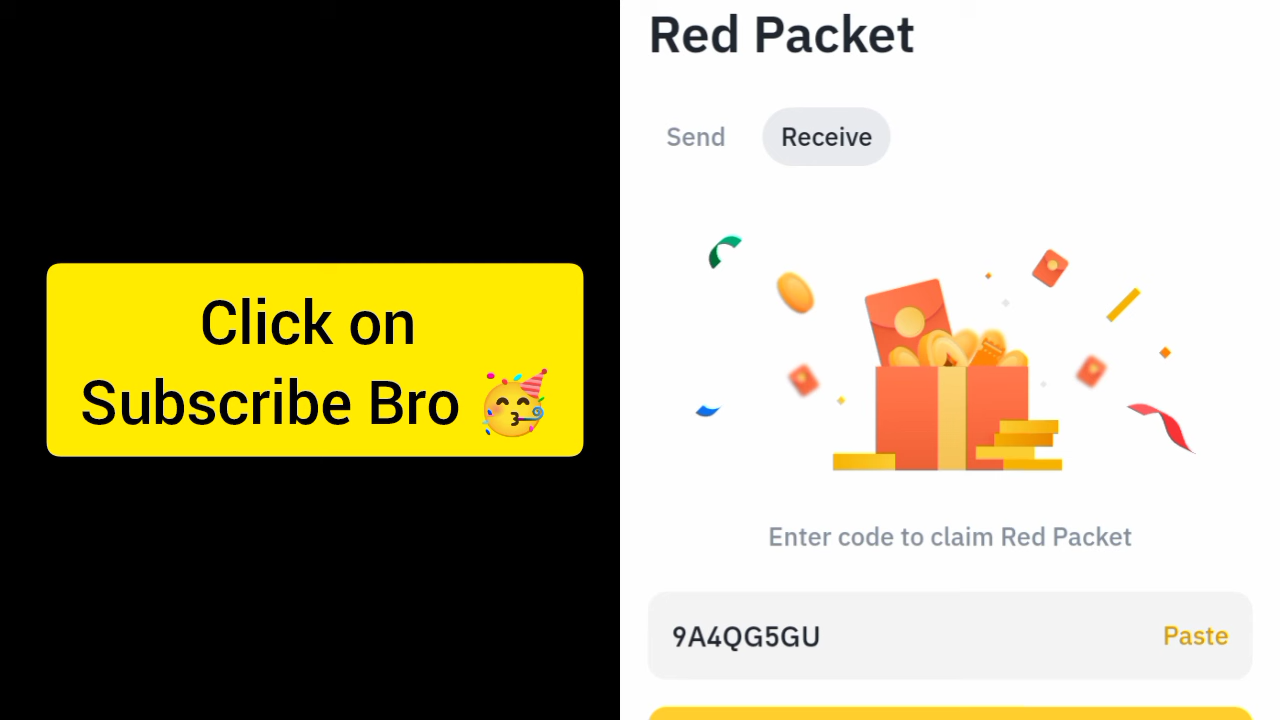 Click on
Subscribe Bro 🥳
Red Packet
Send
Receive
Enter code to claim Red Packet
9A4QG5GU
Paste